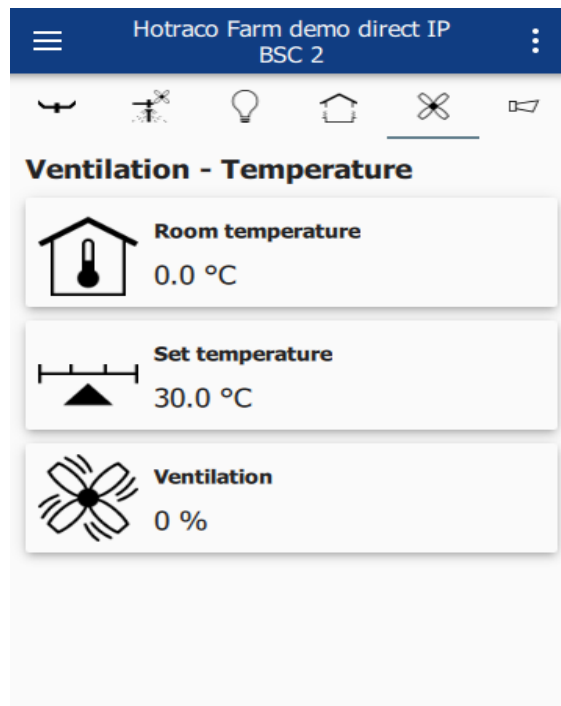 Hotraco Farm demo direct IP
BSC 2
Ventilation - Temperature
Room temperature
0.0 °C
Set temperature
30.0 °C
Ventilation
0 %